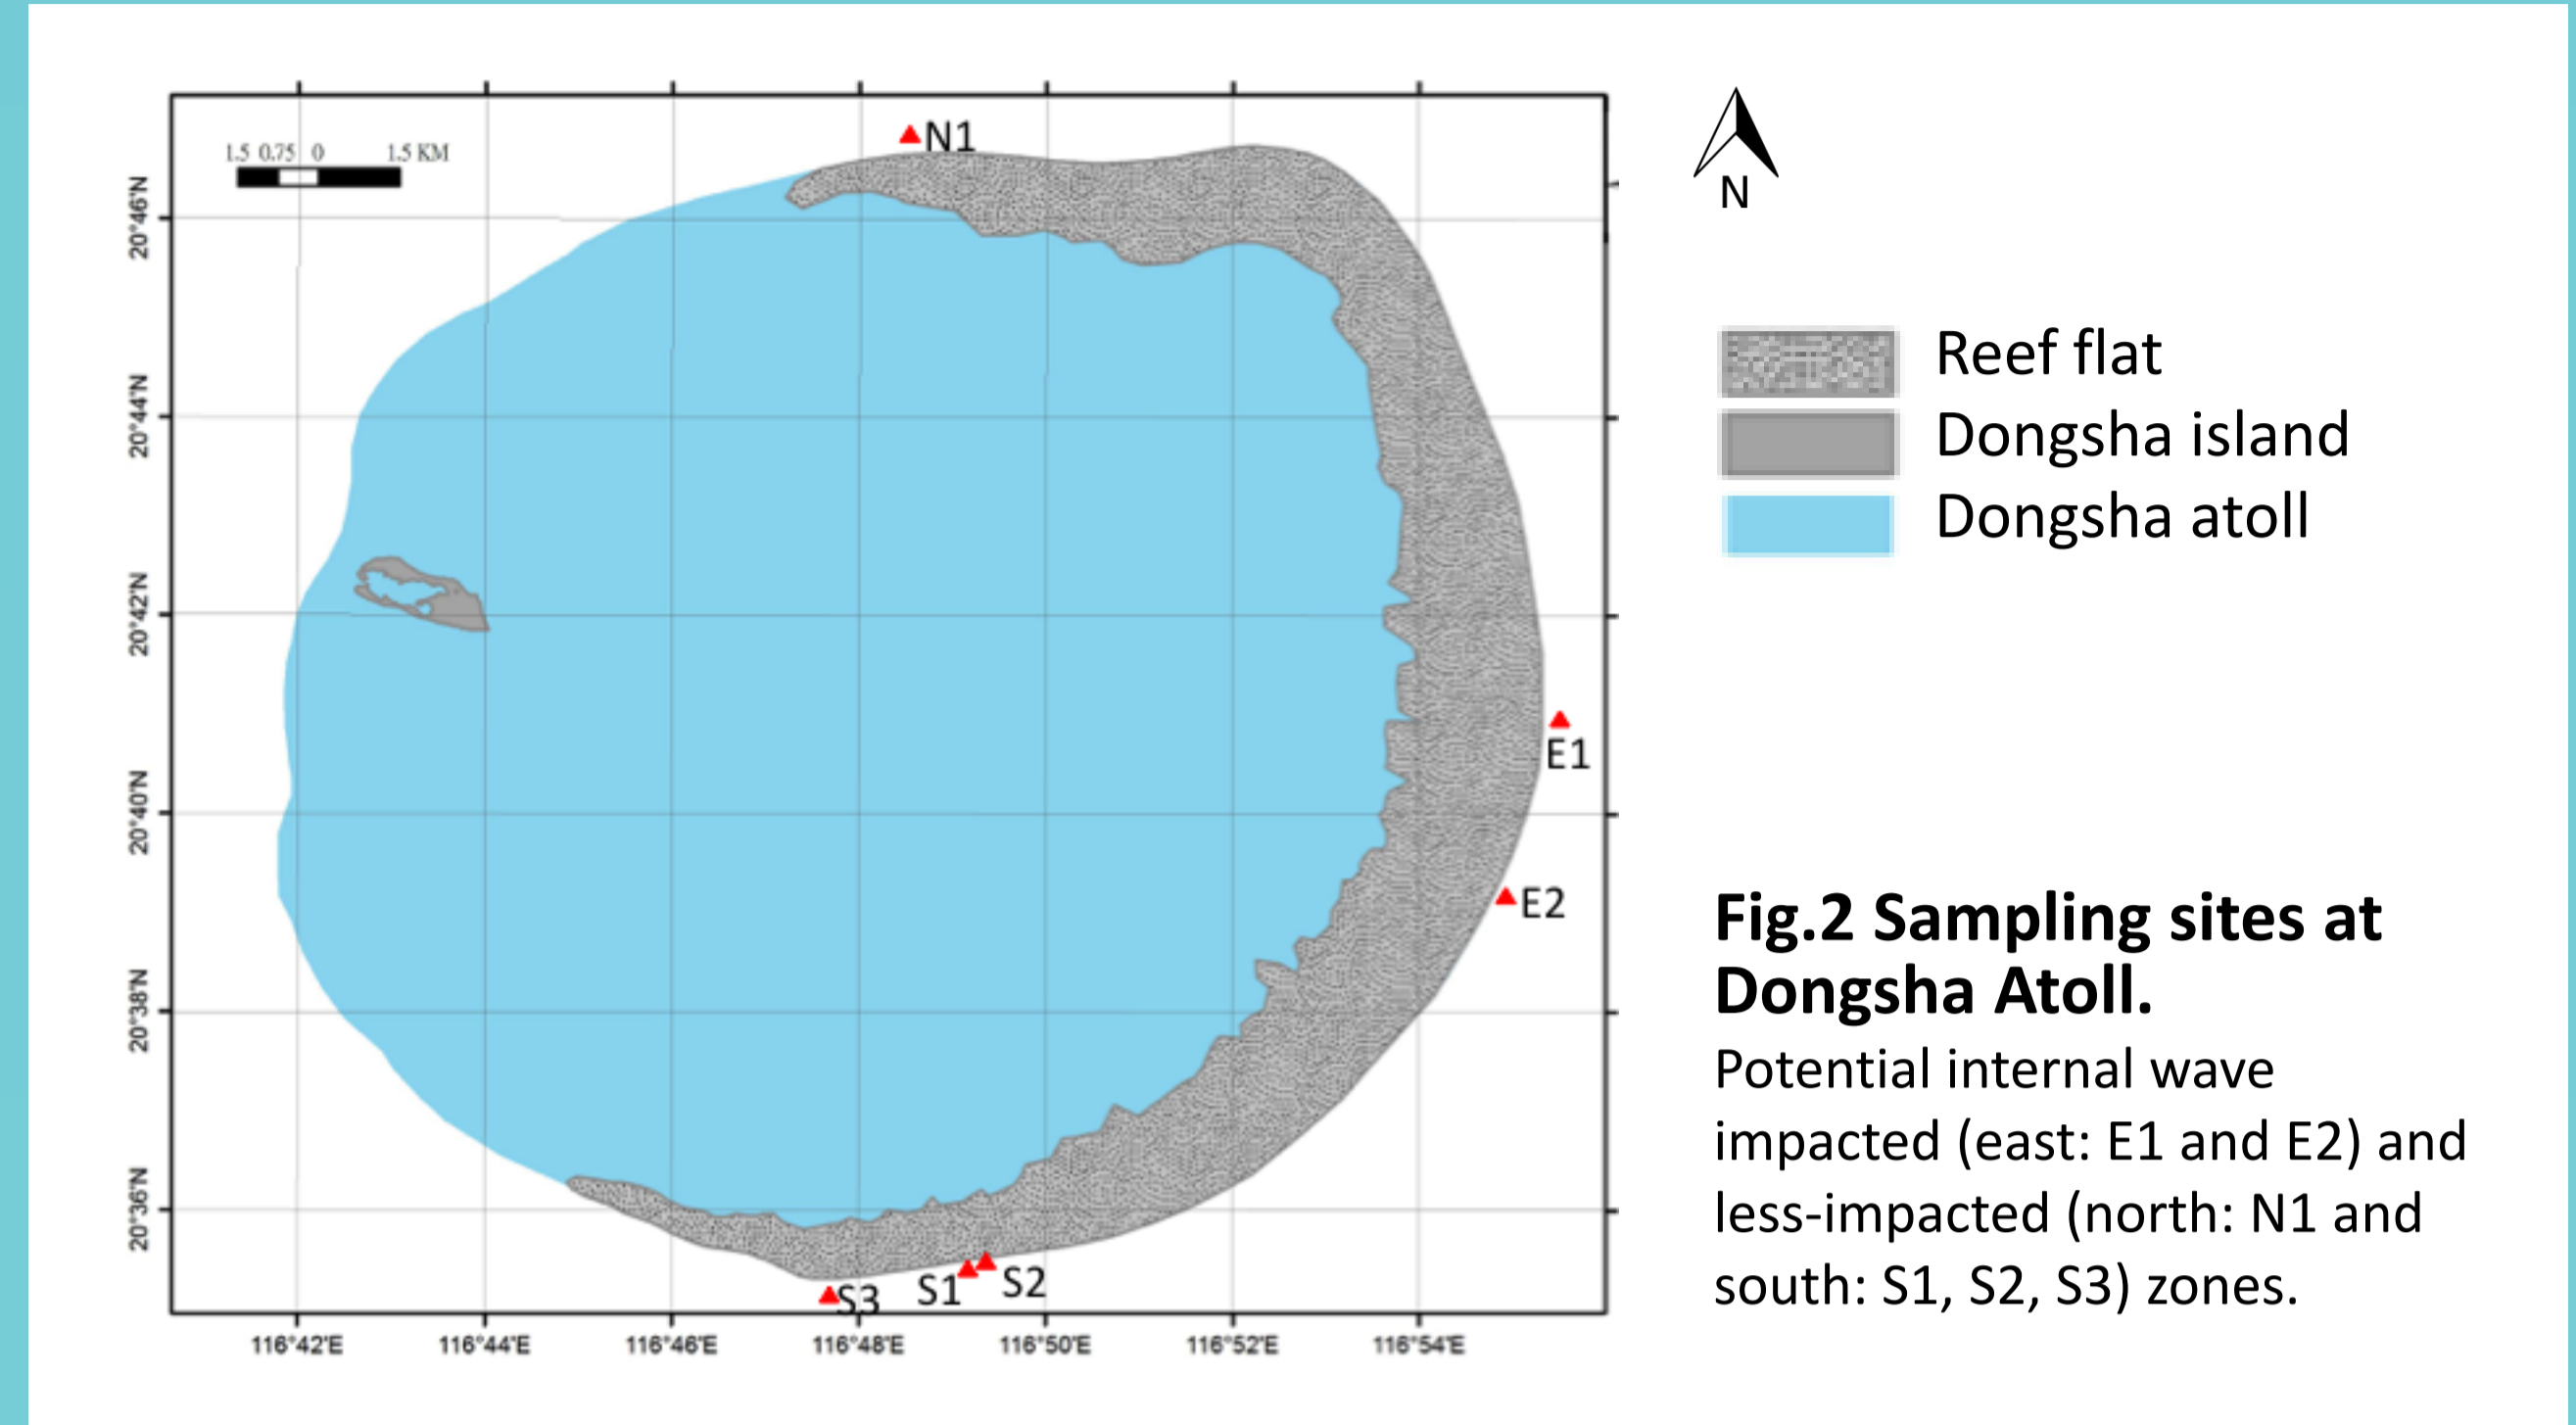 N1
1.5 0.75 0 1.5 KM
N
20°46'N
20°44'N
20°42'N
20°40'N
20°38'N
20°36'N
Reef flat
Dongsha island
Dongsha atoll
E1
E2
S1
S2
S3
116°42'E 116°44'E 116°46'E 116°48'E 116°50'E 116°52'E 116°54'E
Fig.2 Sampling sites at
Dongsha Atoll.
Potential internal wave
impacted (east: E1 and E2) and
less-impacted (north: N1 and
south: S1, S2, S3) zones.